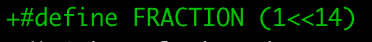 +#define FRACTION (1<<14)